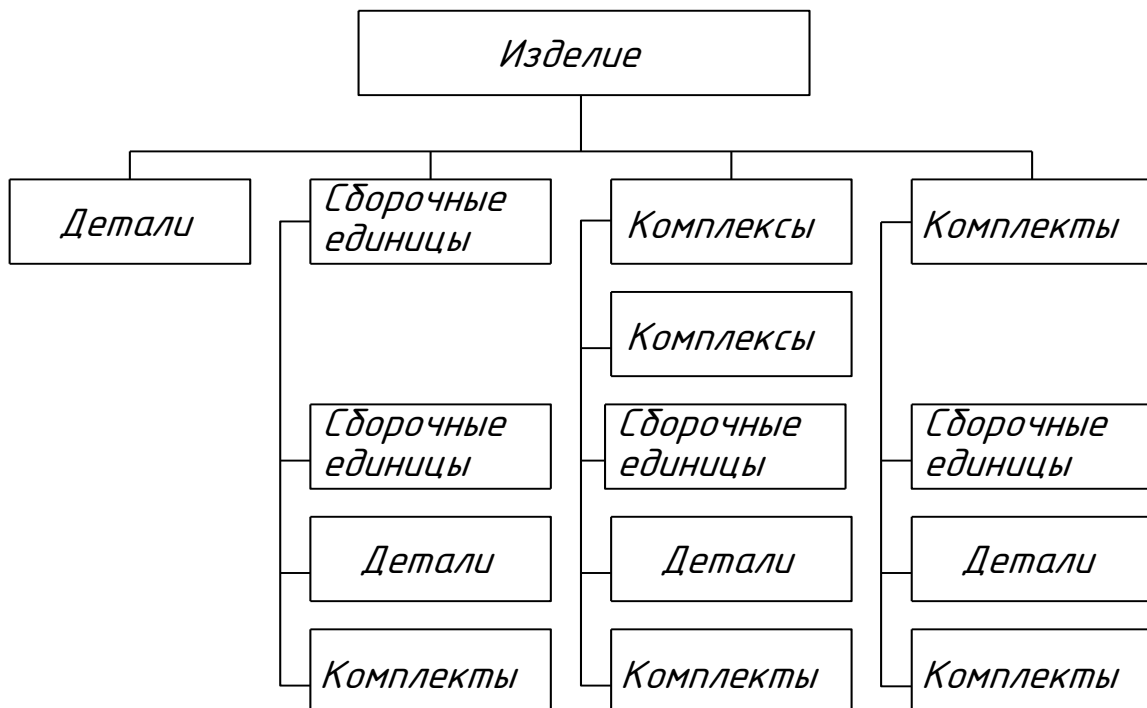 Изделие
Детали
Сборочные
единицы
Комплексы
Комплекты
Комплексы
Сборочные
единицы
Сборочные
единицы
Сборочные
единицы
Детали
Детали
Детали
Комплекты
Комплекты
Комплекты